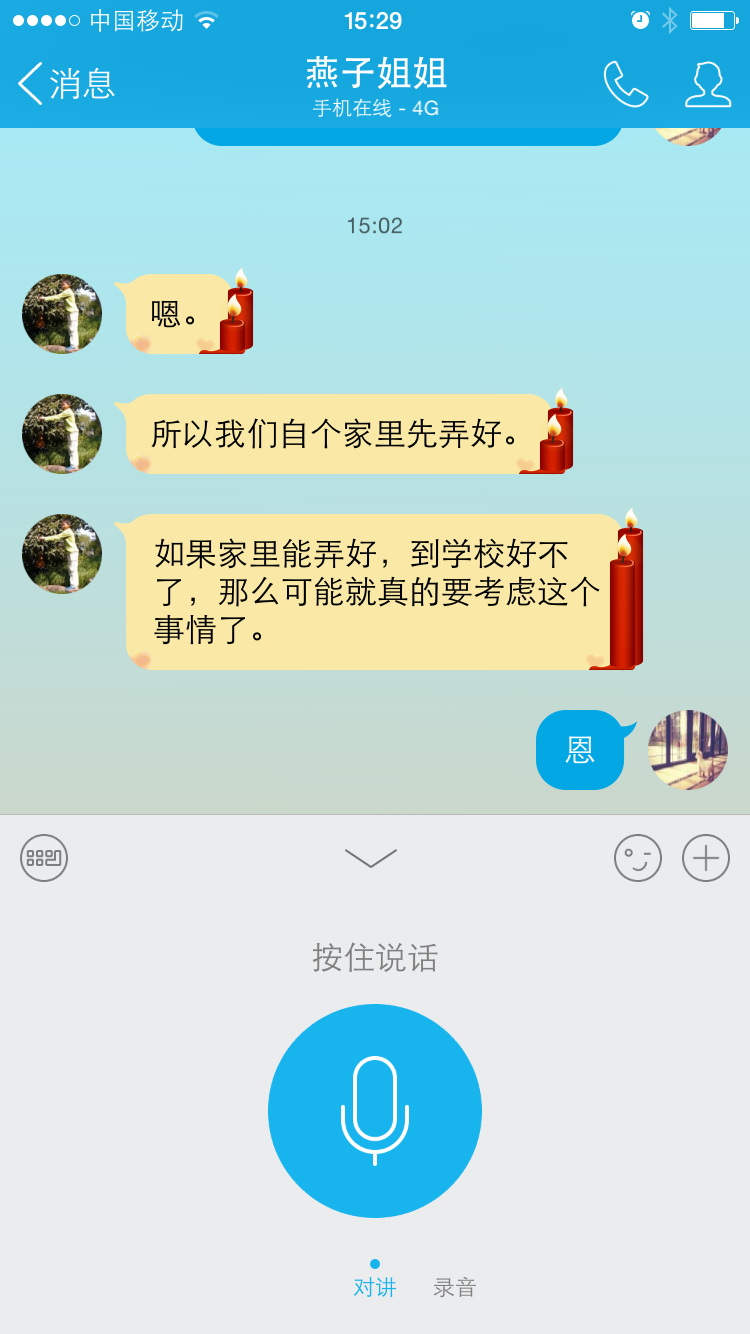 中国移动 15:29
消息 燕子姐姐
手机在线 - 4G
15:02
嗯。
所以我们自个家里先弄好。
如果家里能弄好，到学校好不
了，那么可能就真的要考虑这个
事情了。
恩
按住说话
对讲 录音